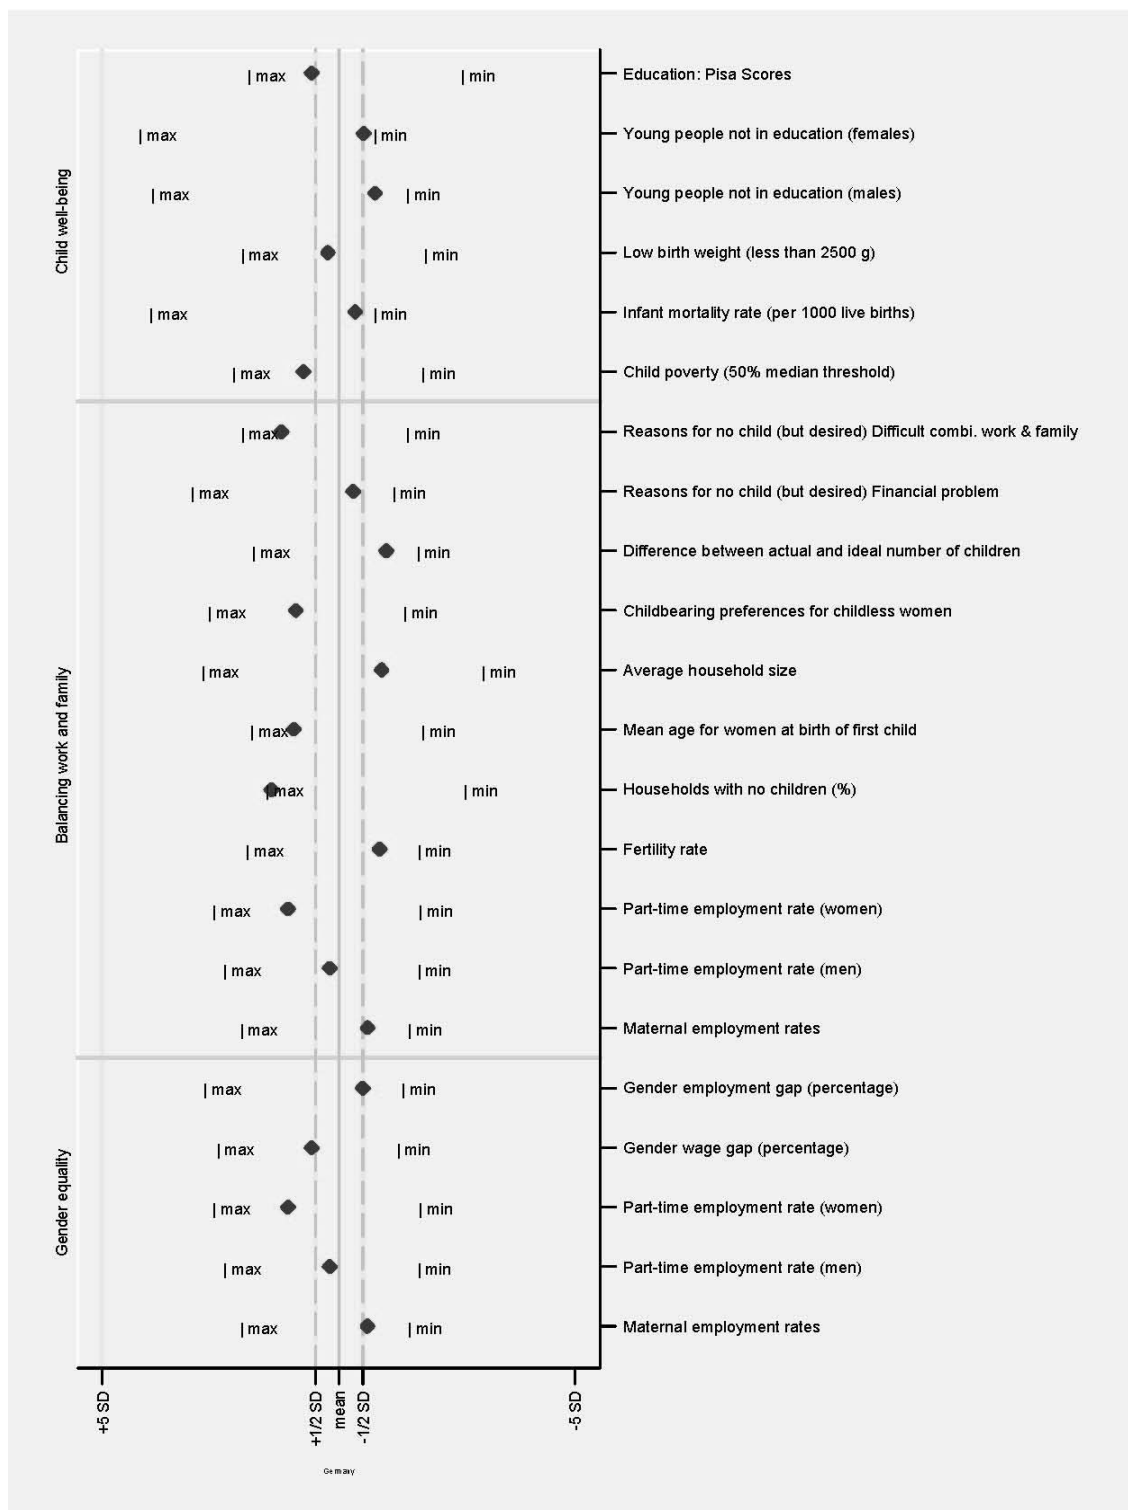 Child well-being
| max | min Education: Pisa Scores
| max | min Young people not in education (females)
| max | min Young people not in education (males)
| max | min Low birth weight (less than 2500 g)
| max | min Infant mortality rate (per 1000 live births)
| max | min Child poverty (50% median threshold)
Balancing work and family
| max | min Reasons for no child (but desired) Difficult combi. work & family
| max | min Reasons for no child (but desired) Financial problem
| max | min Difference between actual and ideal number of children
| max | min Childbearing preferences for childless women
| max | min Average household size
| max | min Mean age for women at birth of first child
| max | min Households with no children (%)
| max | min Fertility rate
| max | min Part-time employment rate (women)
| max | min Part-time employment rate (men)
| max | min Maternal employment rates
Gender equality
| max | min Gender employment gap (percentage)
| max | min Gender wage gap (percentage)
| max | min Part-time employment rate (women)
| max | min Part-time employment rate (men)
| max | min Maternal employment rates
+5 SD
+1/2 SD
mean
-1/2 SD
-5 SD
Germany